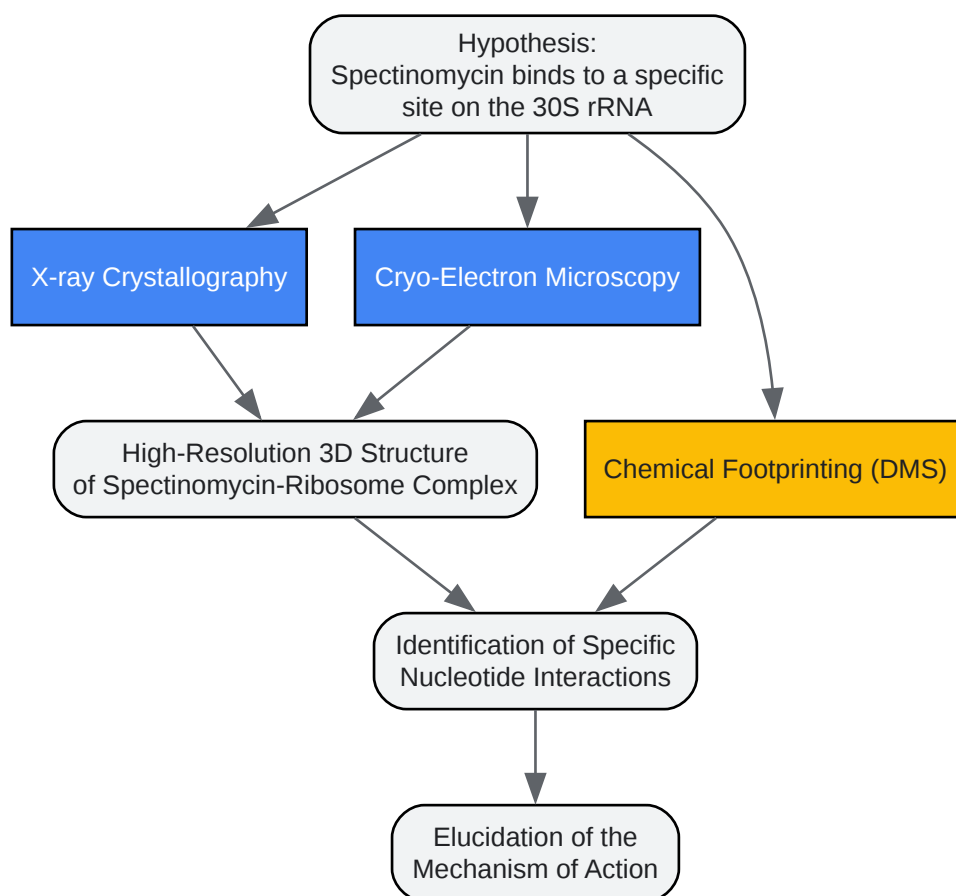 Hypothesis:
Spectinomycin binds to a specific
site on the 30S rRNA
X-ray Crystallography
Cryo-Electron Microscopy
High-Resolution 3D Structure
of Spectinomycin-Ribosome Complex
Chemical Footprinting (DMS)
Identification of Specific
Nucleotide Interactions
Elucidation of the
Mechanism of Action